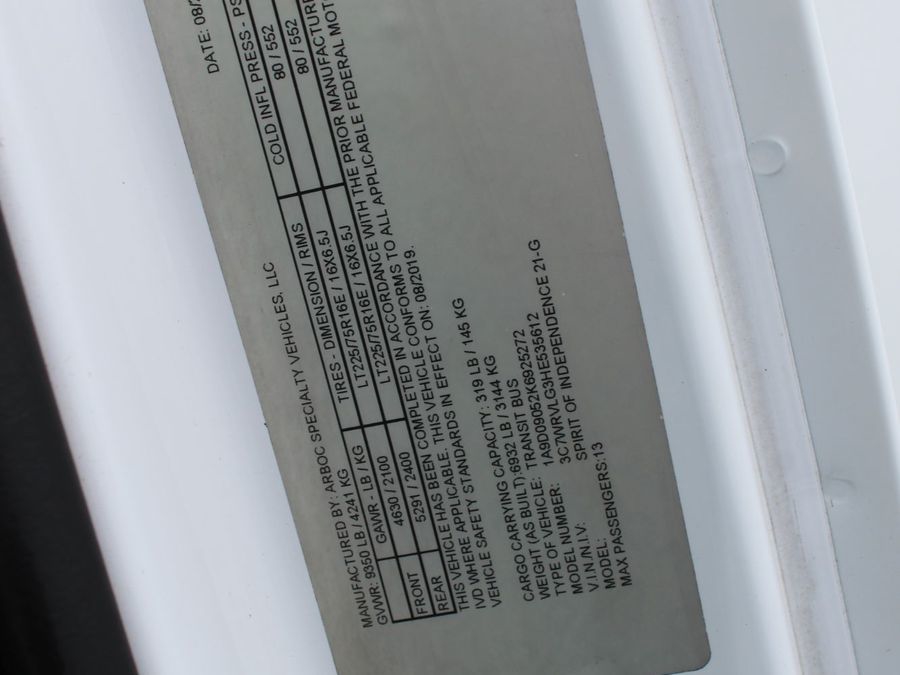 MANUFACTURED BY: ARBOC SPECIALTY VEHICLES, LLC
DATE: 08/
GVWR: 9350 LB / 4241 KG
GAWR - LB / KG TIRES - DIMENSION / RIMS COLD INFL PRESS - PS
FRONT 4630 / 2100 LT225/75R16E / 16X6.5J 80 / 552
REAR 5291 / 2400 LT225/75R16E / 16X6.5J 80 / 552
THIS VEHICLE HAS BEEN COMPLETED IN ACCORDANCE WITH THE PRIOR MANUFACTURE
IVD WHERE APPLICABLE. THIS VEHICLE CONFORMS TO ALL APPLICABLE FEDERAL MOT
VEHICLE SAFETY STANDARDS IN EFFECT ON: 08/2019.
CARGO CARRYING CAPACITY: 319 LB / 145 KG
WEIGHT (AS BUILT):6932 LB / 3144 KG
TYPE OF VEHICLE: TRANSIT BUS
MODEL NUMBER: 1A9D09052K6925272
V.I.N./N.I.V: 3C7WRVLG3HE535612
MODEL: SPIRIT OF INDEPENDENCE 21-G
MAX PASSENGERS:13